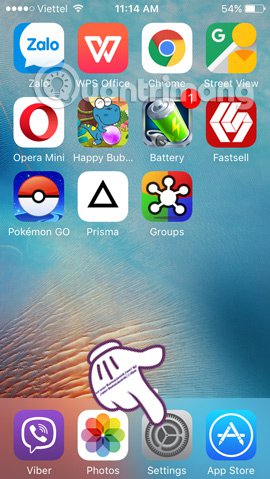 Viettel 11:14 AM 54%
Zalo
Zalo WPS Office Chrome Street View
1
Opera Mini Happy Bub... Battery Fastsell
Pokémon GO Prisma Groups
Viber Photos Settings App Store